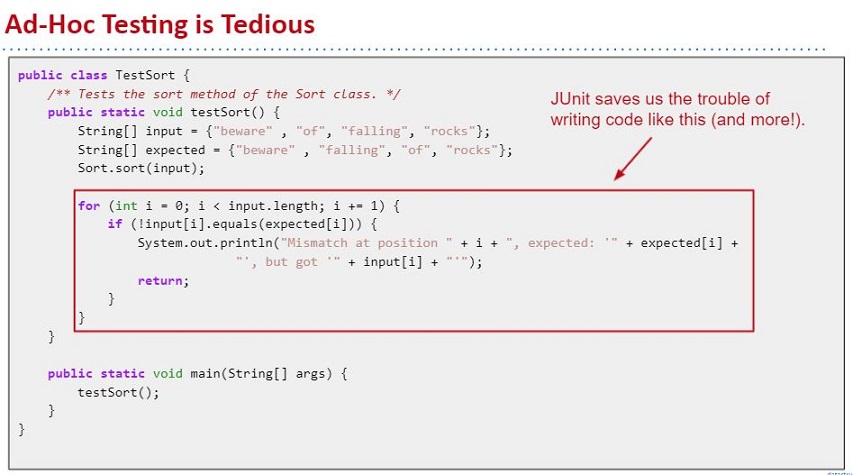 Ad-Hoc Testing is Tedious
public class TestSort {
/** Tests the sort method of the Sort class. */
public static void testSort() {
String[] input = {"beware" , "of", "falling", "rocks"};
String[] expected = {"beware" , "falling", "of", "rocks"};
Sort.sort(input);
JUnit saves us the trouble of
writing code like this (and more!).
for (int i = 0; i < input.length; i += 1) {
if (!input[i].equals(expected[i])) {
System.out.println("Mismatch at position " + i + ", expected: '" + expected[i] +
"', but got '" + input[i] + "'");
return;
}
}
}
public static void main(String[] args) {
testSort();
}
}